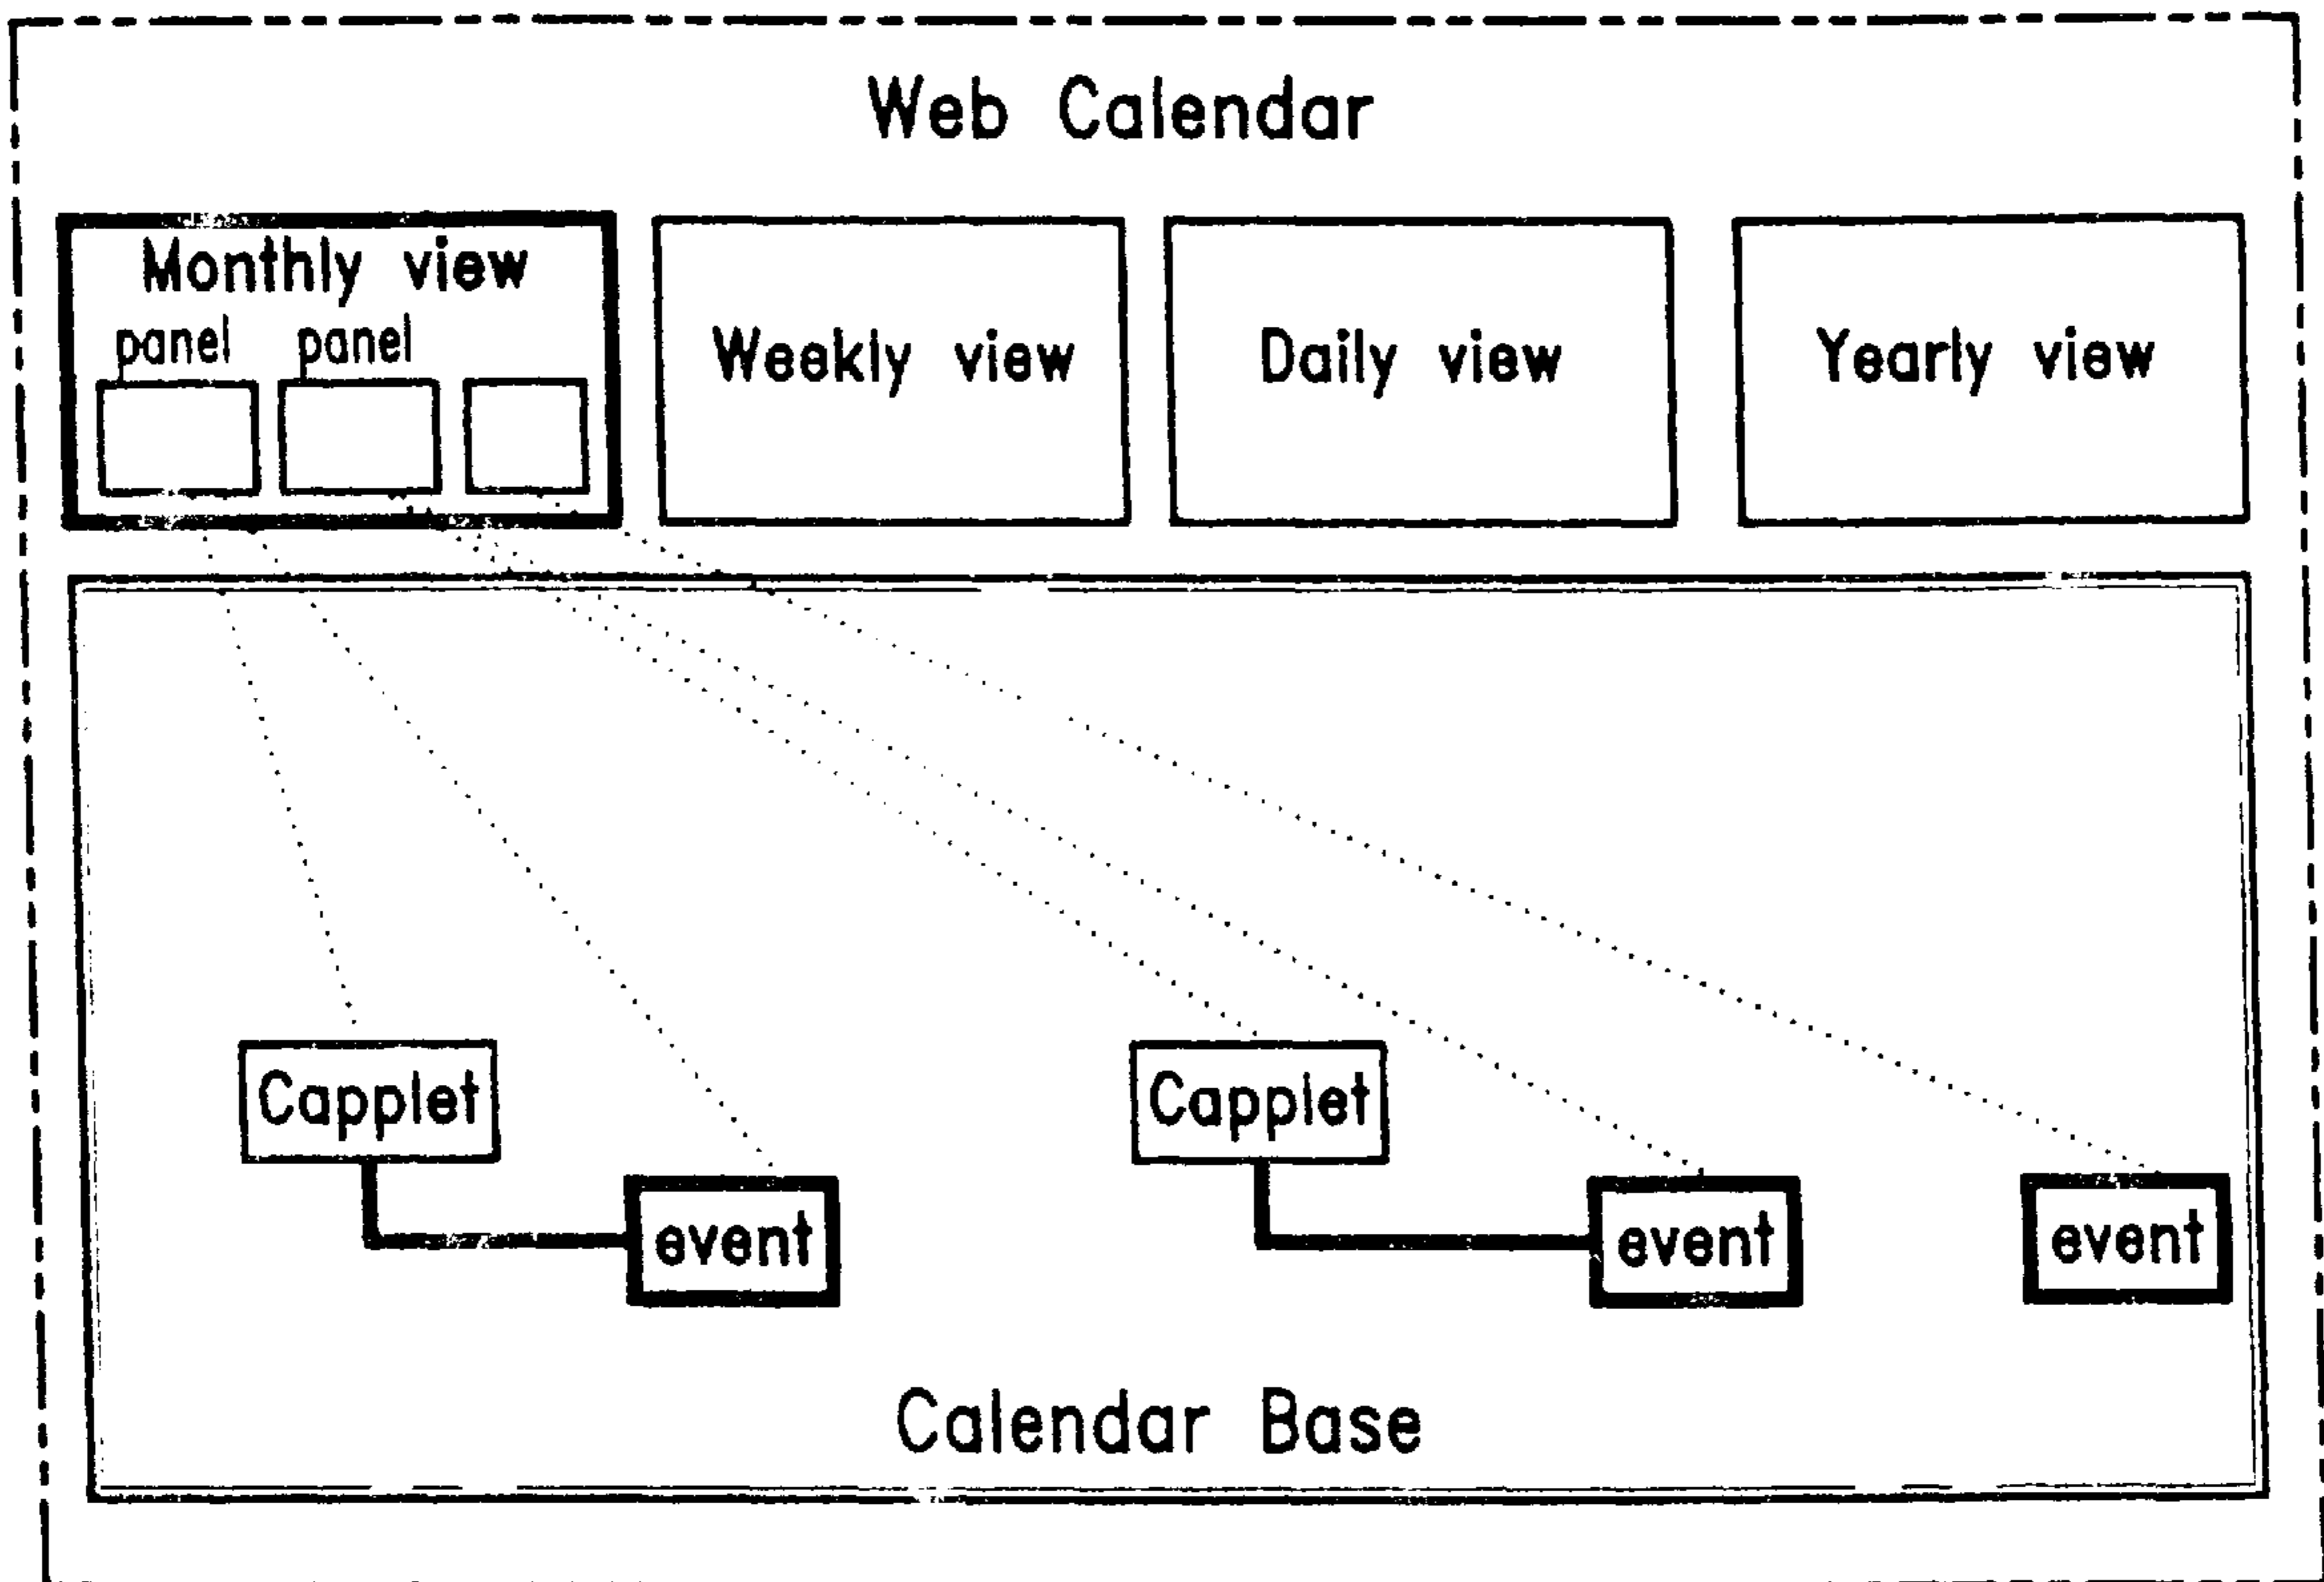 Web Calendar
Monthly view
panel panel
Weekly view
Daily view
Yearly view
Capplet
Capplet
event
event
event
Calendar Base